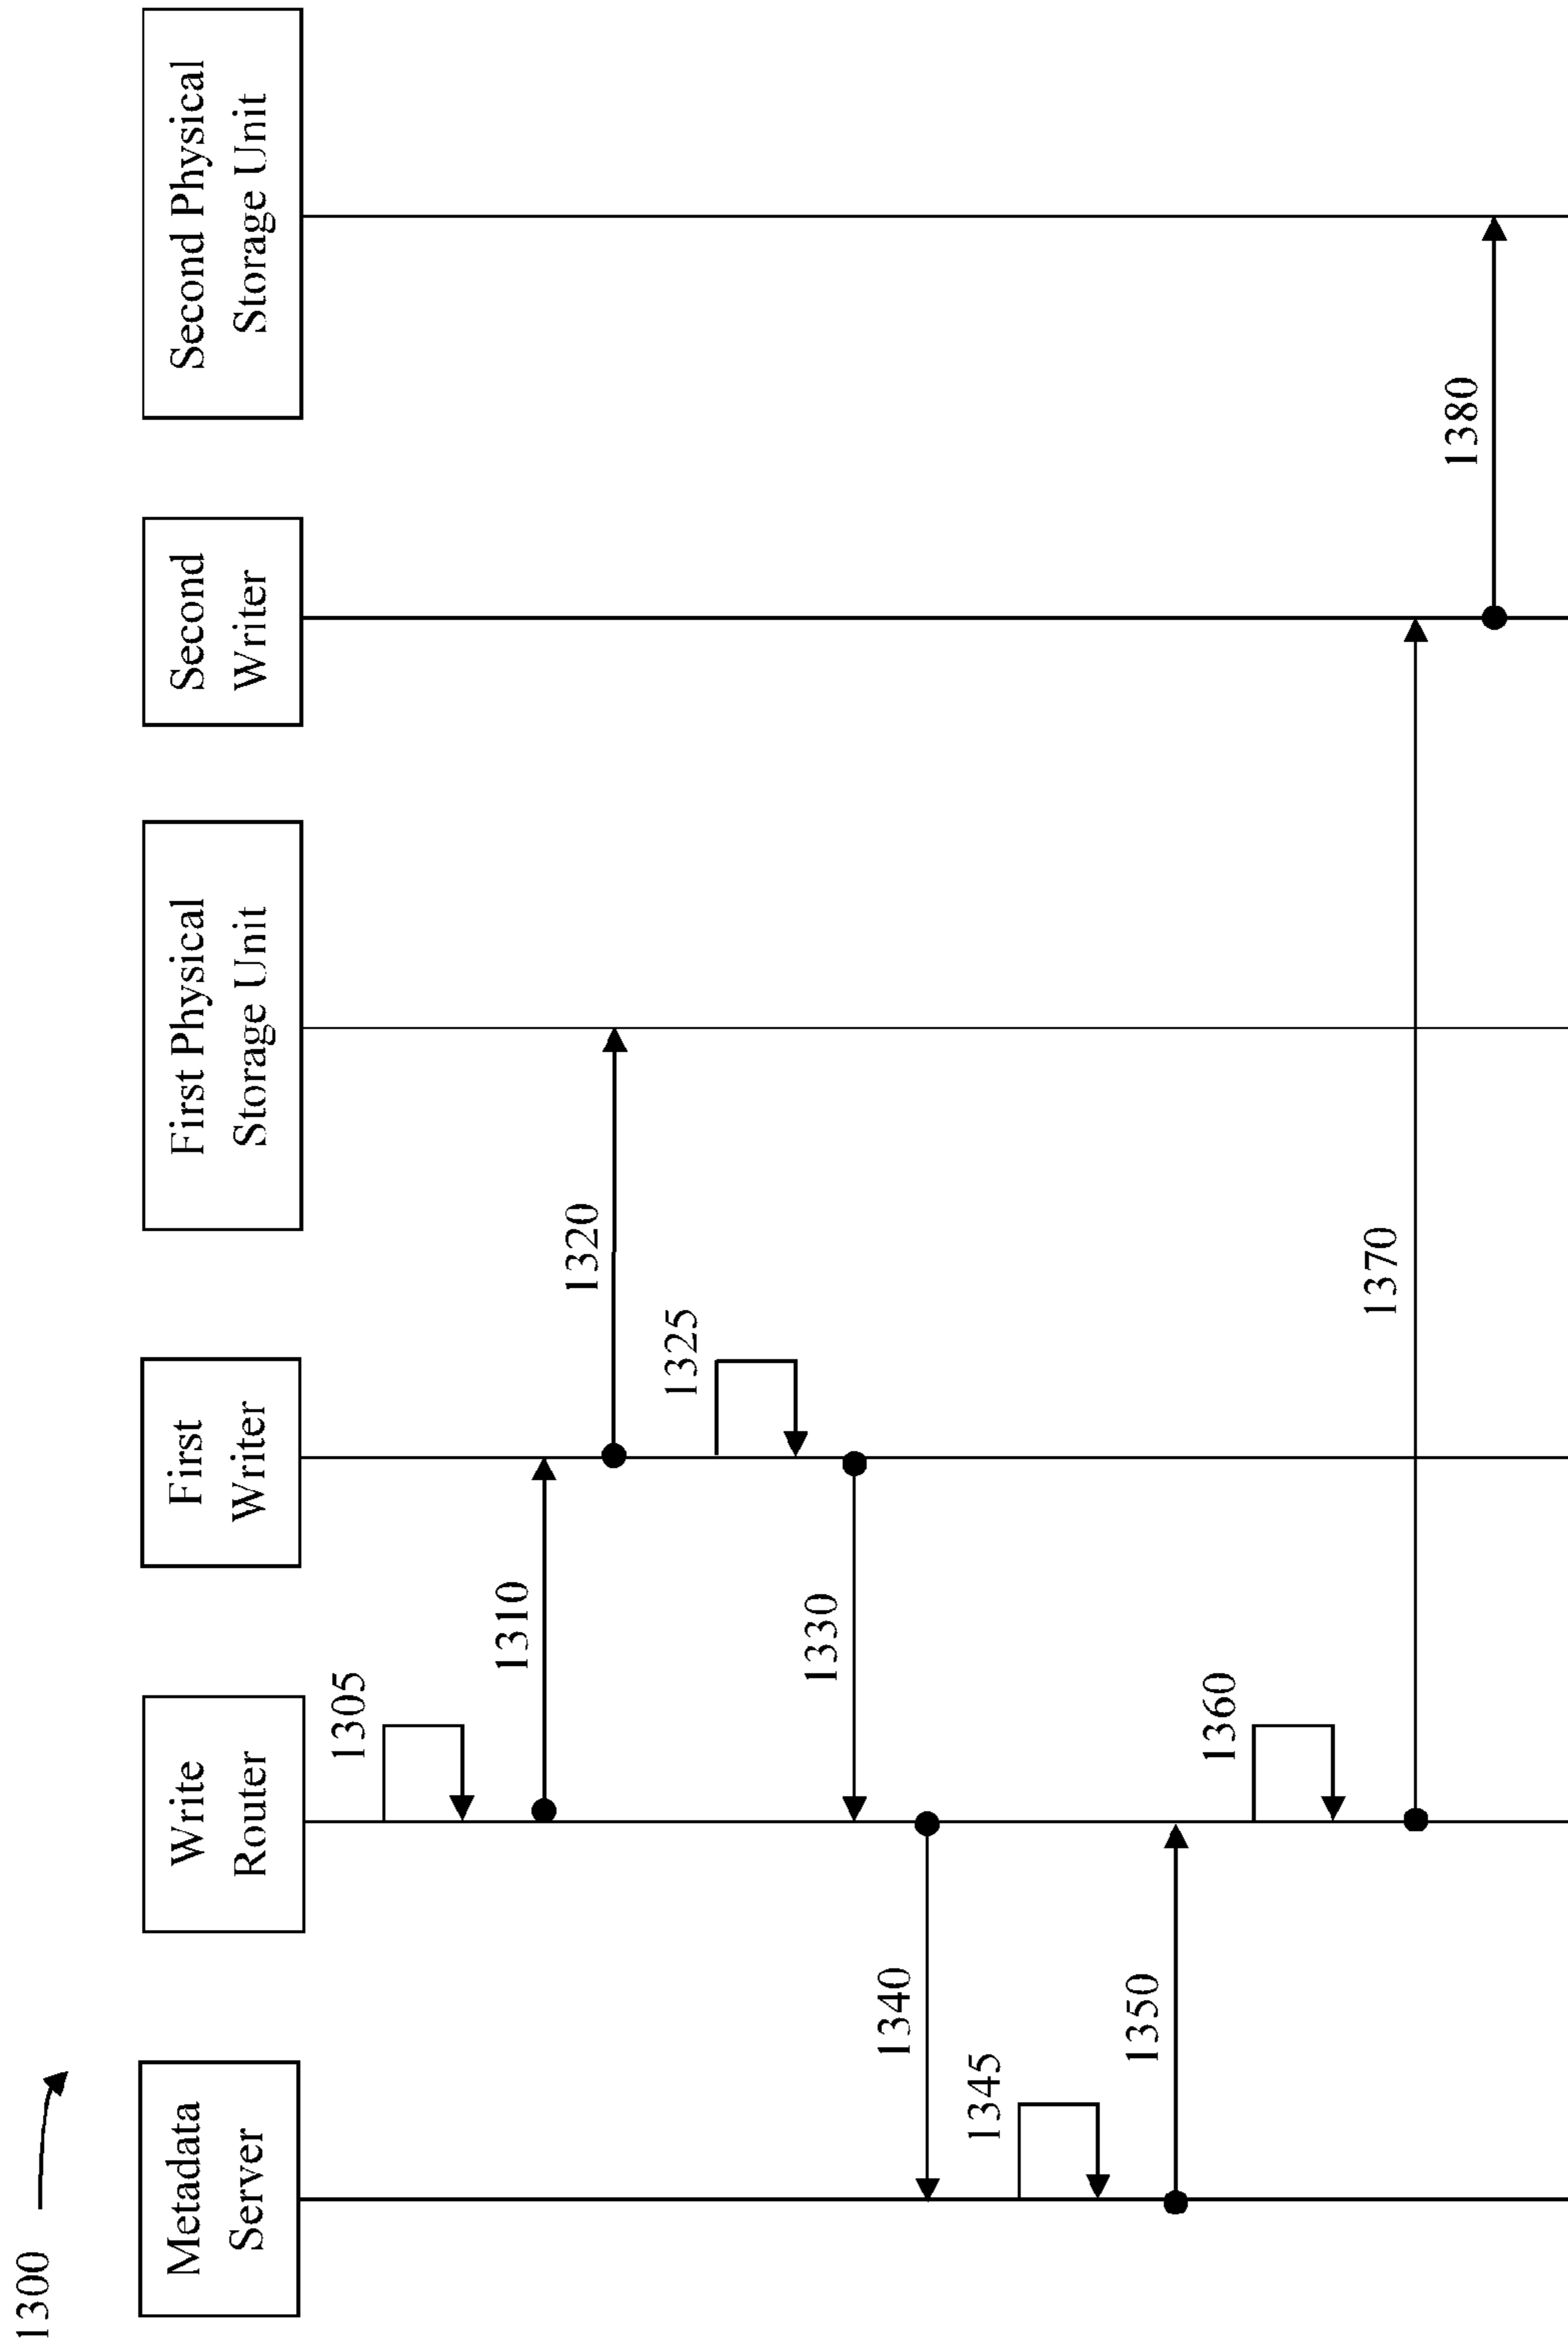 1300
Metadata
Server
Write
Router
First
Writer
First Physical
Storage Unit
Second
Writer
Second Physical
Storage Unit
1305
1310
1320
1325
1330
1340
1345
1350
1360
1370
1380